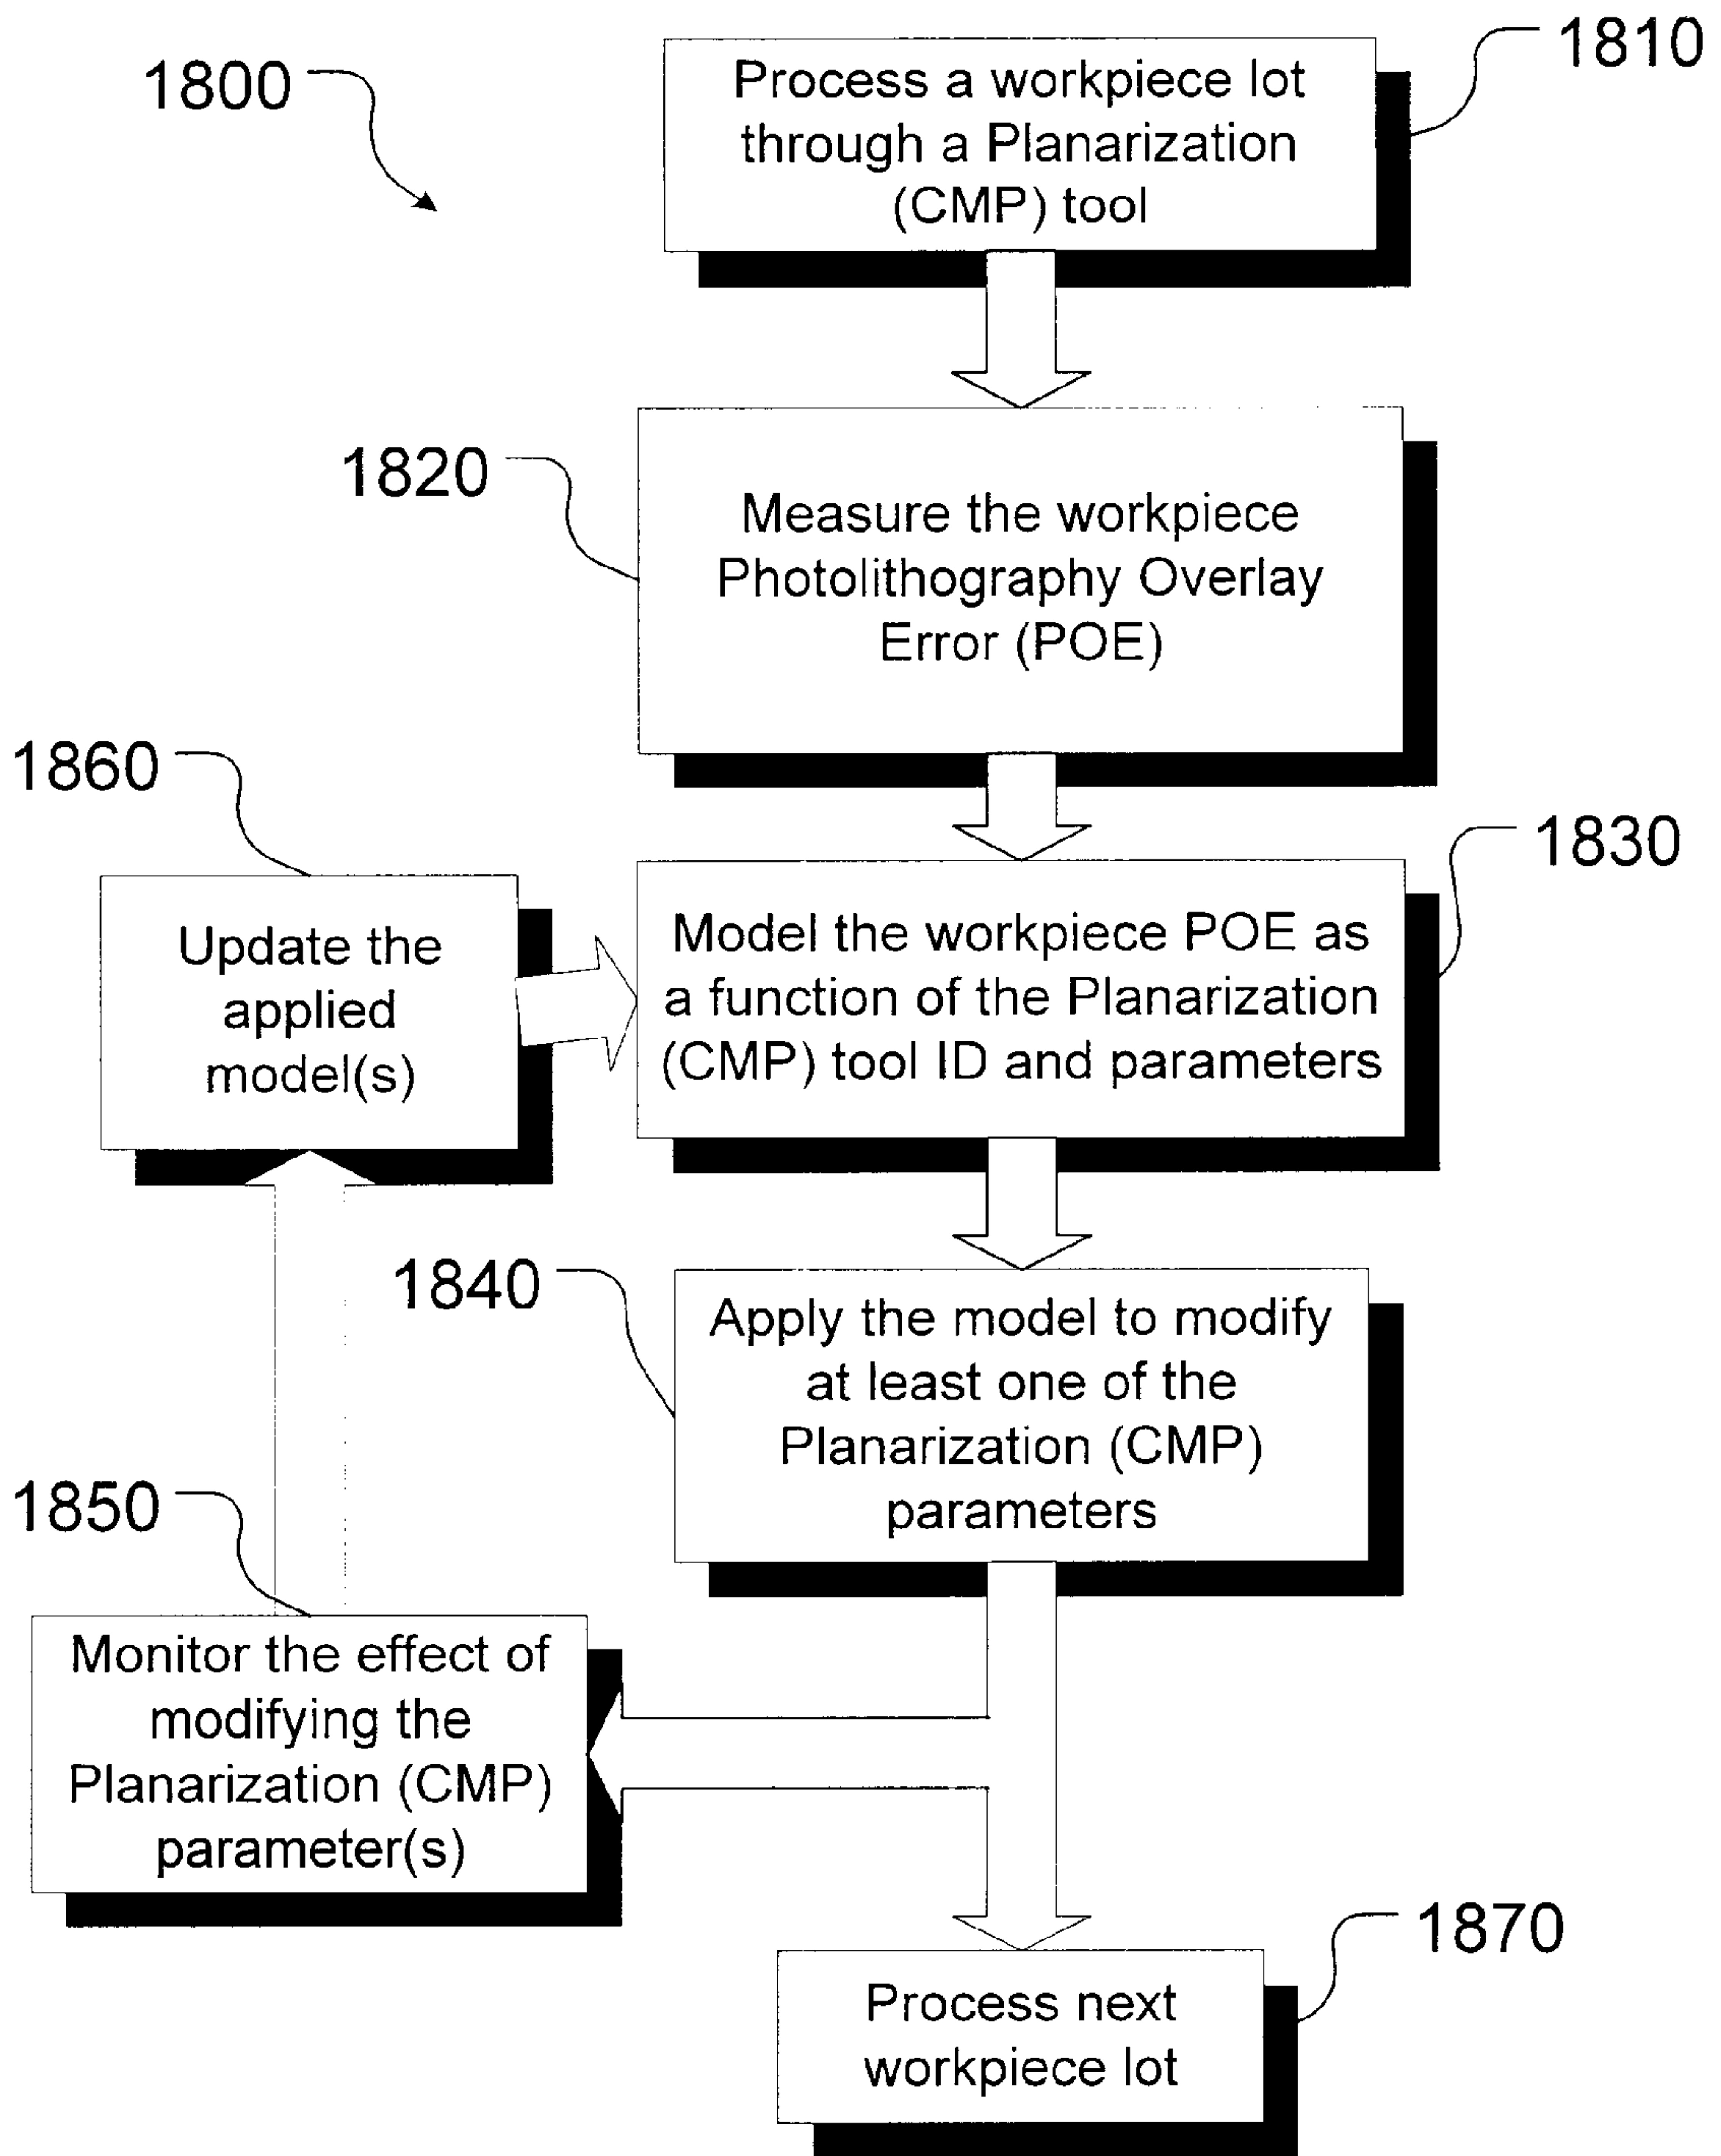 1800
1810
Process a workpiece lot
through a Planarization
(CMP) tool
1820
Measure the workpiece
Photolithography Overlay
Error (POE)
1860
Update the
applied
model(s)
1830
Model the workpiece POE as
a function of the Planarization
(CMP) tool ID and parameters
1840
Apply the model to modify
at least one of the
Planarization (CMP)
parameters
1850
Monitor the effect of
modifying the
Planarization (CMP)
parameter(s)
1870
Process next
workpiece lot